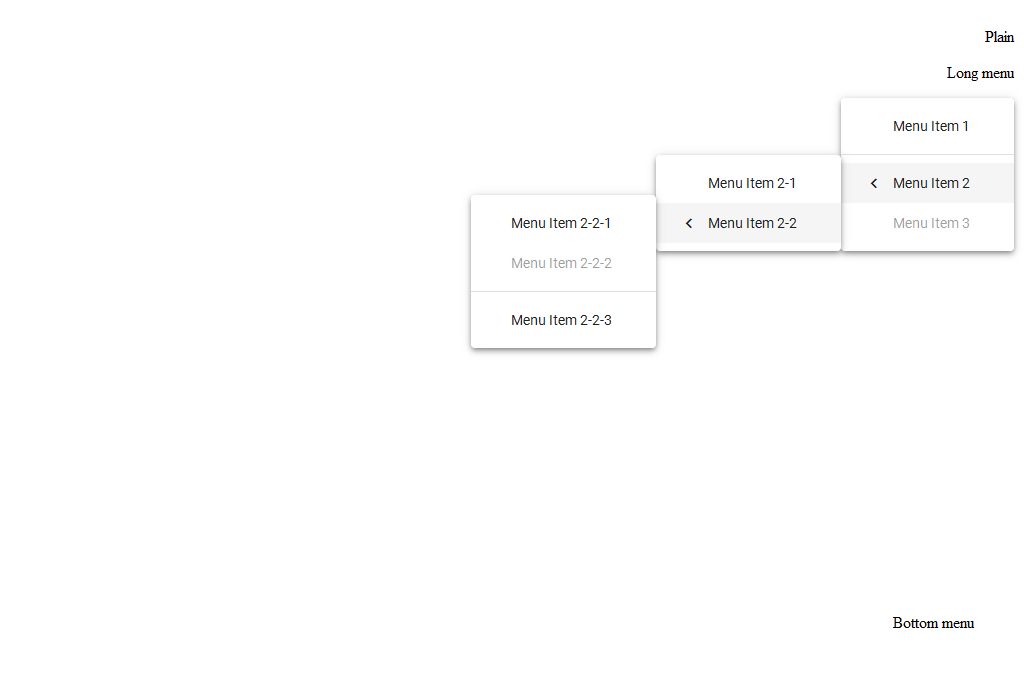 Plain
Long menu
Menu Item 1
Menu Item 2
Menu Item 3
Menu Item 2-1
Menu Item 2-2
Menu Item 2-2-1
Menu Item 2-2-2
Menu Item 2-2-3
Bottom menu